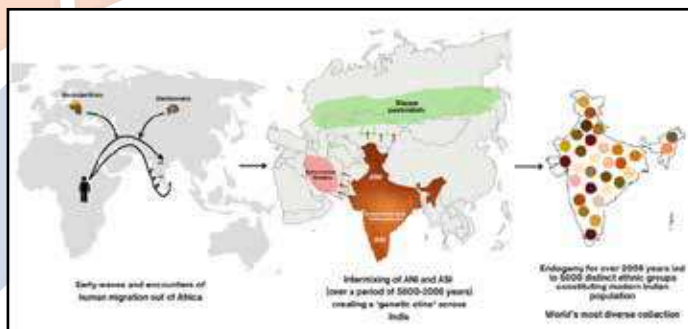 Neanderthals
Denisovans
Early waves and encounters of
human migration out of Africa
Steppe
pastoralists
ANI
ASI
Intermixing of ANI and ASI
(over a period of 5000-2000 years)
creating a 'genetic cline' across
India
Endogamy for over 2000 years led
to 5000 distinct ethnic groups
constituting modern Indian
population
World's most diverse collection